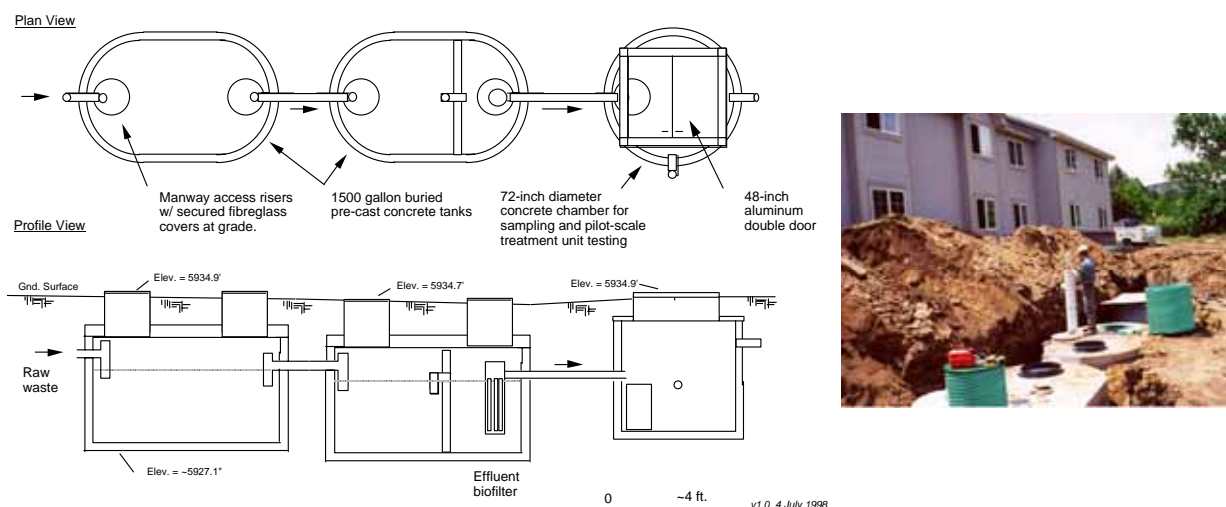 Plan View
Manway access risers
w/ secured fibreglass
covers at grade.
1500 gallon buried
pre-cast concrete tanks
72-inch diameter
concrete chamber for
sampling and pilot-scale
treatment unit testing
48-inch
aluminum
double door
Profile View
Elev. = 5934.9'
Elev. = 5934.7'
Elev. = 5934.9'
Gnd. Surface
Raw
waste
Elev. = ~5927.1"
Effluent
biofilter
0 ~4 ft.
v1.0 4 July 1998